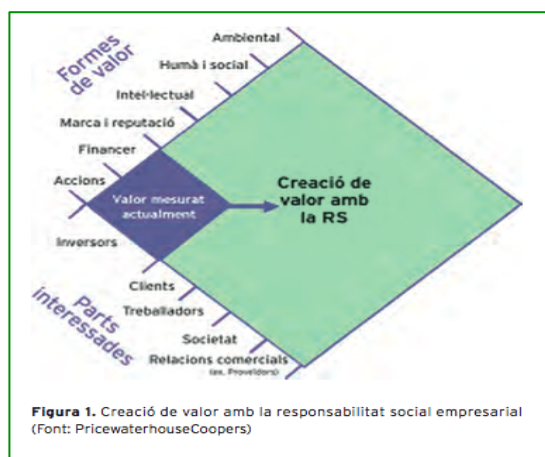 Formes
de valor
Ambiental
Humà i social
Intel·lectual
Marca i reputació
Financer
Accions
Valor mesurat
actualment
Creació de
valor amb
la RS
Inversors
Clients
Treballadors
Societat
Relacions comercials
(ex. Proveïdors)
Parts
interessades
Figura 1. Creació de valor amb la responsabilitat social empresarial
(Font: PricewaterhouseCoopers)